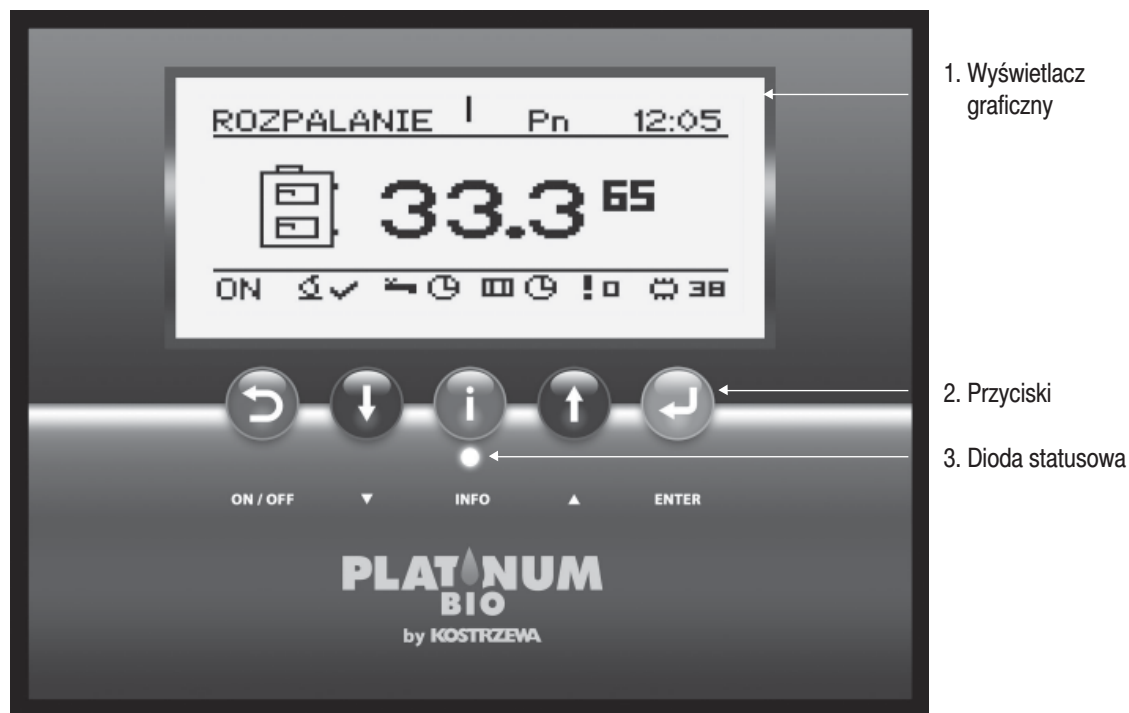 1. Wyświetlacz
graficzny
ROZPALANIE Pn 12:05
33.3 65
ON ! 0 38
2. Przyciski
i
3. Dioda statusowa
ON / OFF ▼ INFO ▲ ENTER
PLATINUM
BIO
by KOSTRZEWA